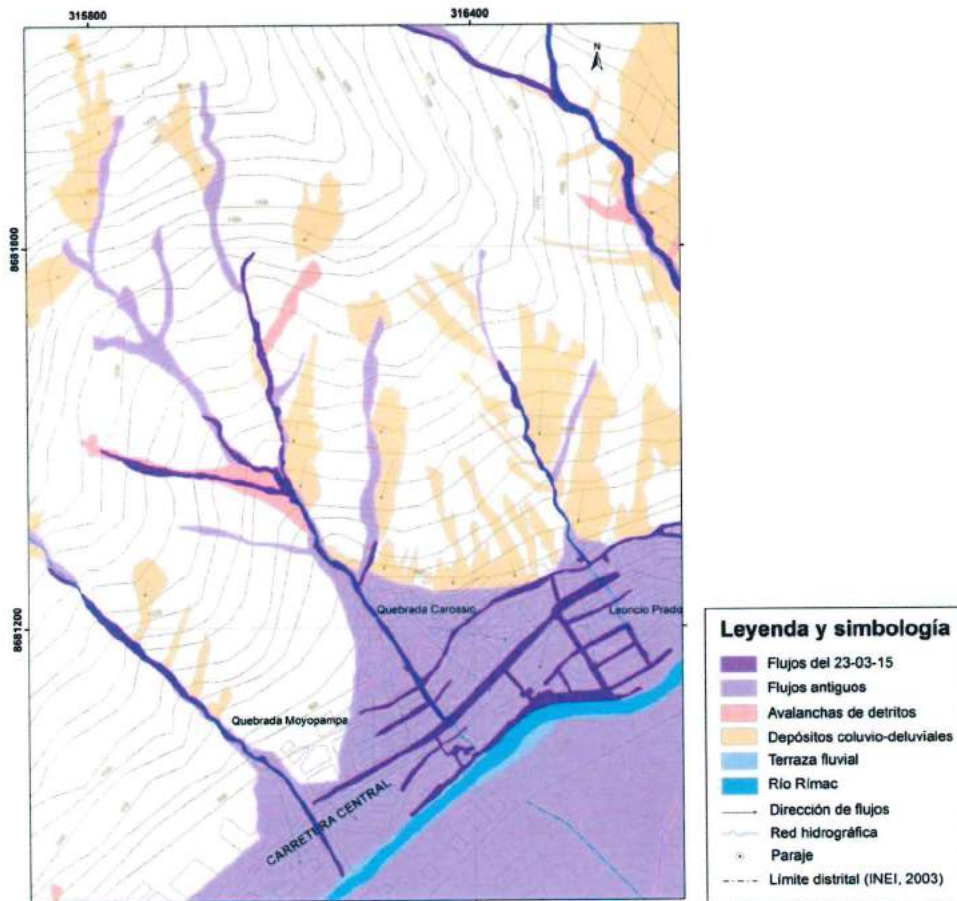 315800
316400
N
8681800
8681200
Quebrada Carossio
Leoncio Prado
Quebrada Moyopampa
CARRETERA CENTRAL
Leyenda y simbología
Flujos del 23-03-15
Flujos antiguos
Avalanchas de detritos
Depósitos coluvio-deluviales
Terraza fluvial
Río Rímac
Dirección de flujos
Red hidrográfica
Paraje
Límite distrital (INEI, 2003)